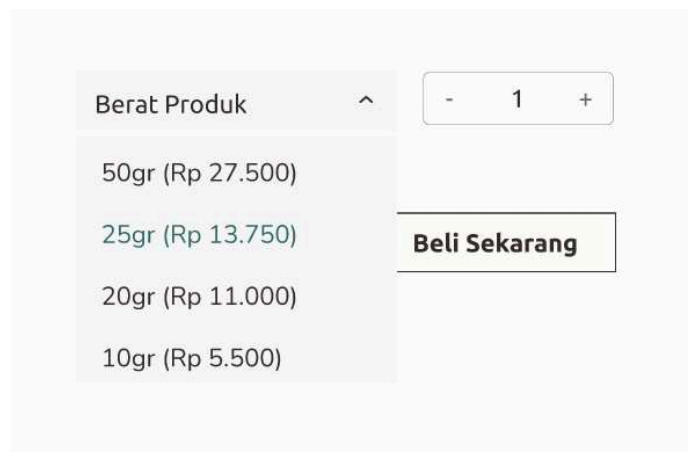 Berat Produk
- 1 +
50gr (Rp 27.500)
25gr (Rp 13.750)
Beli Sekarang
20gr (Rp 11.000)
10gr (Rp 5.500)